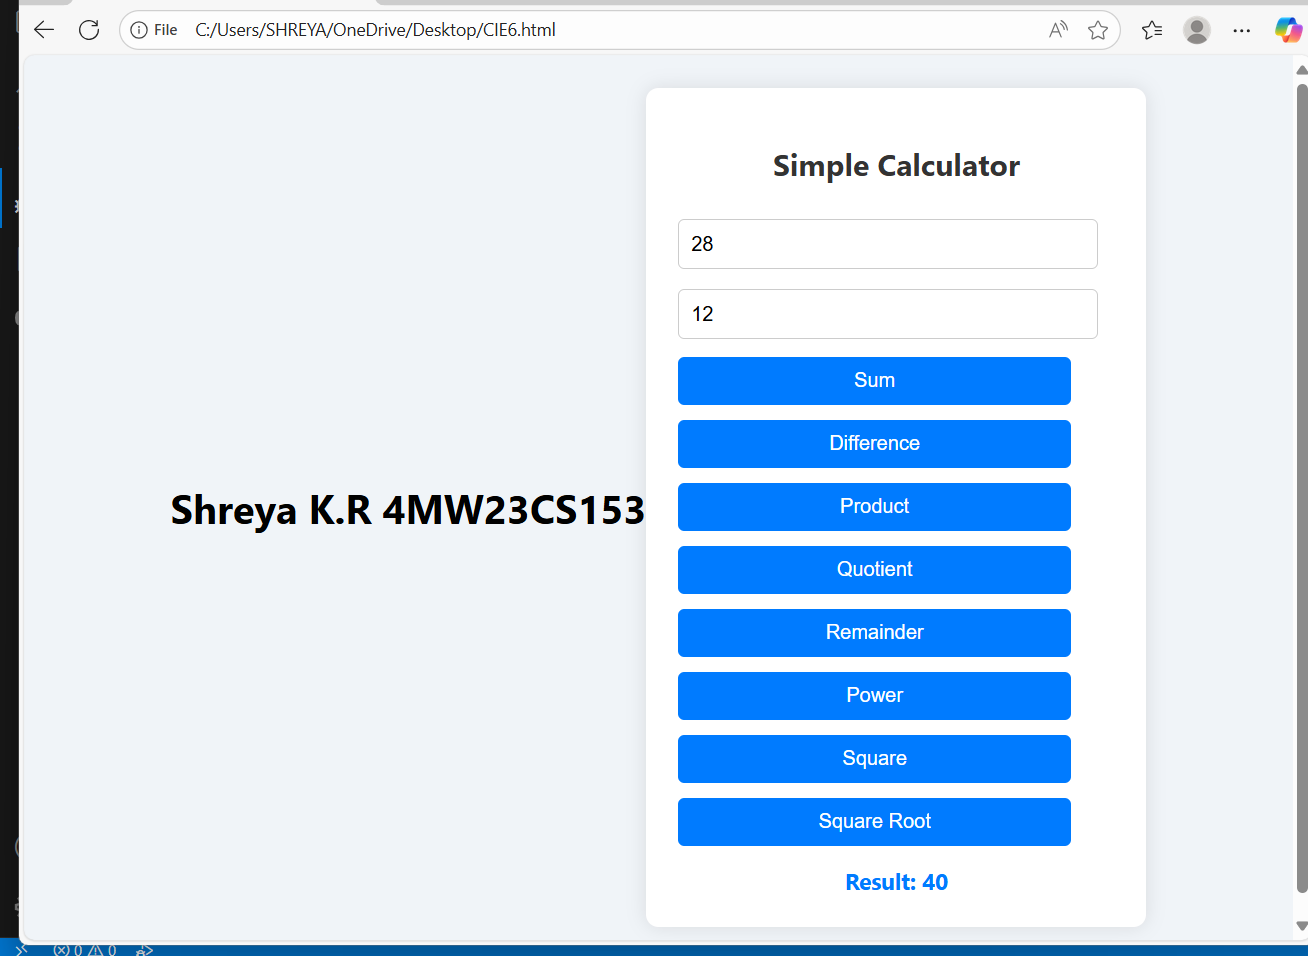 File C:/Users/SHREYA/OneDrive/Desktop/CIE6.html
Simple Calculator
28
12
Sum
Difference
Product
Shreya K.R 4MW23CS153
Quotient
Remainder
Power
Square
Square Root
Result: 40
0 0